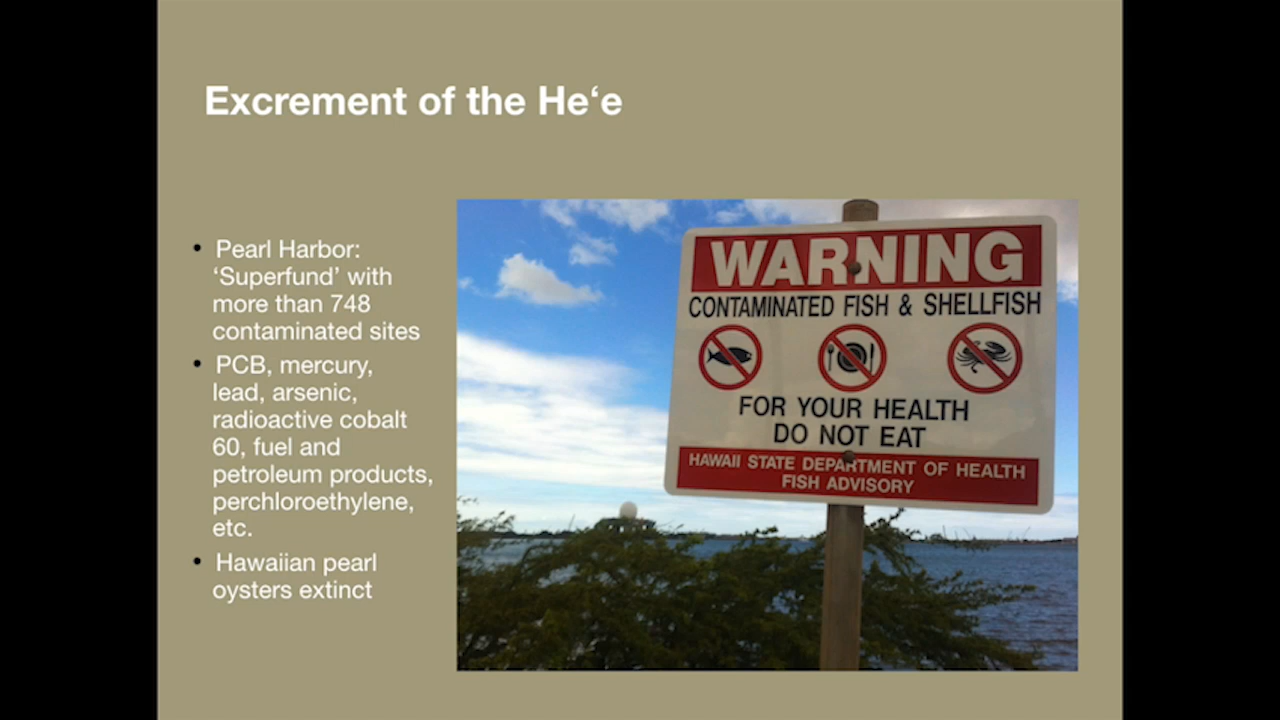 Excrement of the He‘e
• Pearl Harbor:
‘Superfund’ with
more than 748
contaminated sites
• PCB, mercury,
lead, arsenic,
radioactive cobalt
60, fuel and
petroleum products,
perchloroethylene,
etc.
• Hawaiian pearl
oysters extinct
WARNING
CONTAMINATED FISH & SHELLFISH
FOR YOUR HEALTH
DO NOT EAT
HAWAII STATE DEPARTMENT OF HEALTH
FISH ADVISORY